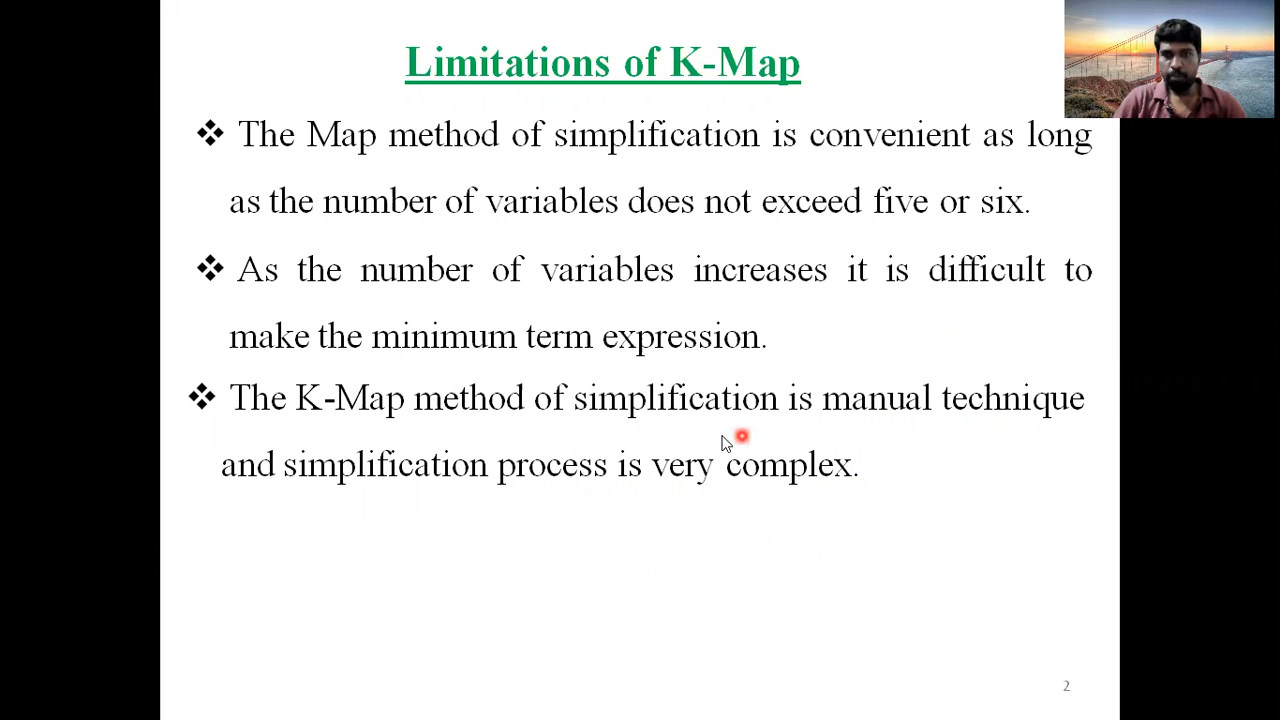 Limitations of K-Map
❖ The Map method of simplification is convenient as long
as the number of variables does not exceed five or six.
❖ As the number of variables increases it is difficult to
make the minimum term expression.
❖ The K-Map method of simplification is manual technique
and simplification process is very complex.
2